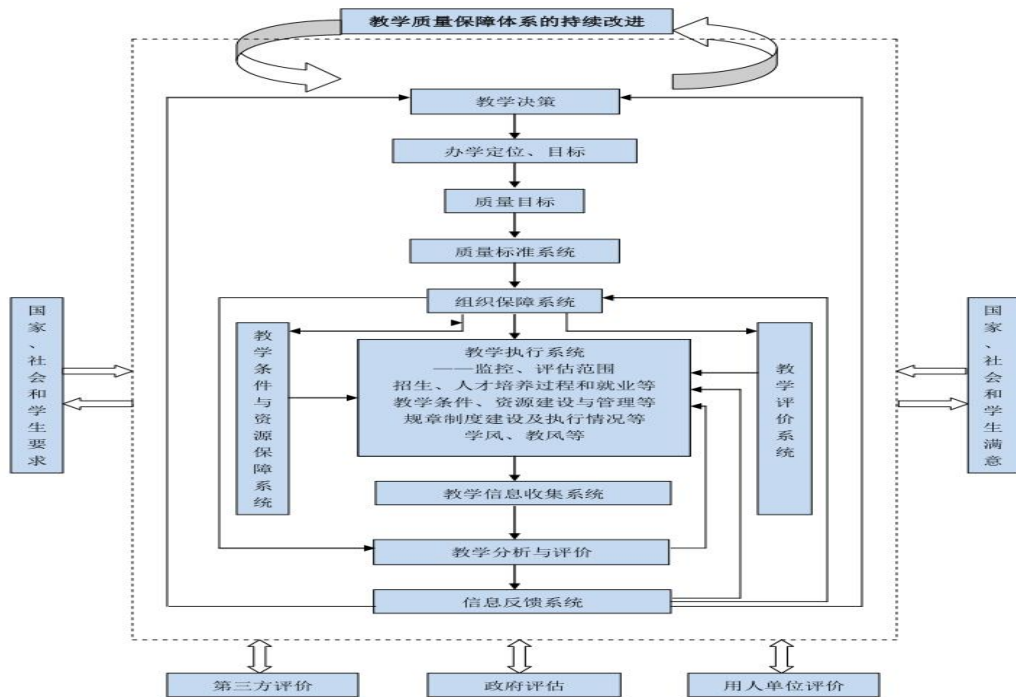 教学质量保障体系的持续改进
教学决策
办学定位、目标
质量目标
质量标准系统
组织保障系统
国家、社会和学生要求
教学条件与资源保障系统
教学执行系统
——监控、评估范围
招生、人才培养过程和就业等
教学条件、资源建设与管理等
规章制度建设及执行情况等
学风、教风等
教学评价系统
国家、社会和学生满意
教学信息收集系统
教学分析与评价
信息反馈系统
第三方评价
政府评估
用人单位评价